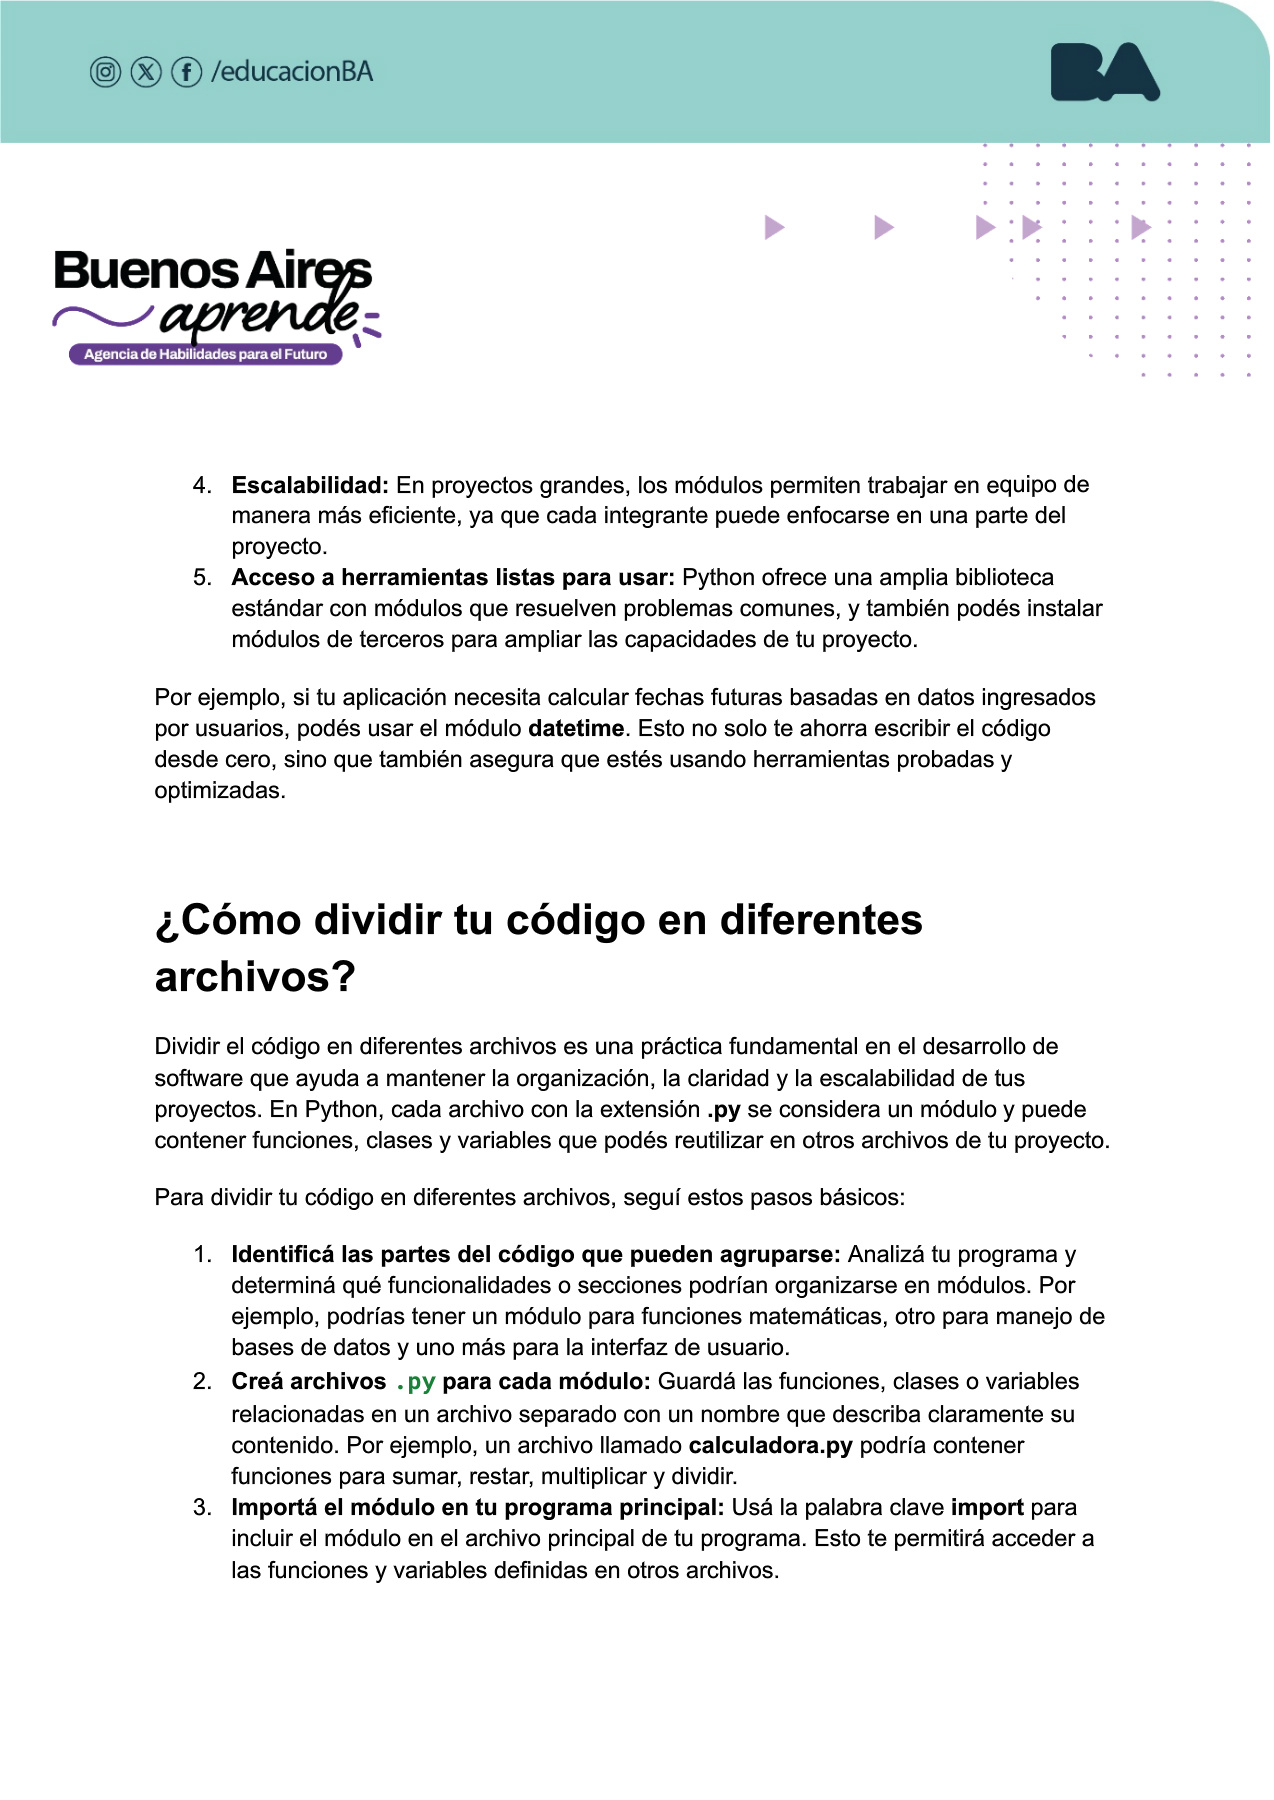 /educacionBA
BA
Buenos Aires
aprende
Agencia de Habilidades para el Futuro
4. Escalabilidad: En proyectos grandes, los módulos permiten trabajar en equipo de
manera más eficiente, ya que cada integrante puede enfocarse en una parte del
proyecto.
5. Acceso a herramientas listas para usar: Python ofrece una amplia biblioteca
estándar con módulos que resuelven problemas comunes, y también podés instalar
módulos de terceros para ampliar las capacidades de tu proyecto.
Por ejemplo, si tu aplicación necesita calcular fechas futuras basadas en datos ingresados
por usuarios, podés usar el módulo datetime. Esto no solo te ahorra escribir el código
desde cero, sino que también asegura que estés usando herramientas probadas y
optimizadas.
¿Cómo dividir tu código en diferentes
archivos?
Dividir el código en diferentes archivos es una práctica fundamental en el desarrollo de
software que ayuda a mantener la organización, la claridad y la escalabilidad de tus
proyectos. En Python, cada archivo con la extensión .py se considera un módulo y puede
contener funciones, clases y variables que podés reutilizar en otros archivos de tu proyecto.
Para dividir tu código en diferentes archivos, seguí estos pasos básicos:
1. Identificá las partes del código que pueden agruparse: Analizá tu programa y
determiná qué funcionalidades o secciones podrían organizarse en módulos. Por
ejemplo, podrías tener un módulo para funciones matemáticas, otro para manejo de
bases de datos y uno más para la interfaz de usuario.
2. Creá archivos .py para cada módulo: Guardá las funciones, clases o variables
relacionadas en un archivo separado con un nombre que describa claramente su
contenido. Por ejemplo, un archivo llamado calculadora.py podría contener
funciones para sumar, restar, multiplicar y dividir.
3. Importá el módulo en tu programa principal: Usá la palabra clave import para
incluir el módulo en el archivo principal de tu programa. Esto te permitirá acceder a
las funciones y variables definidas en otros archivos.